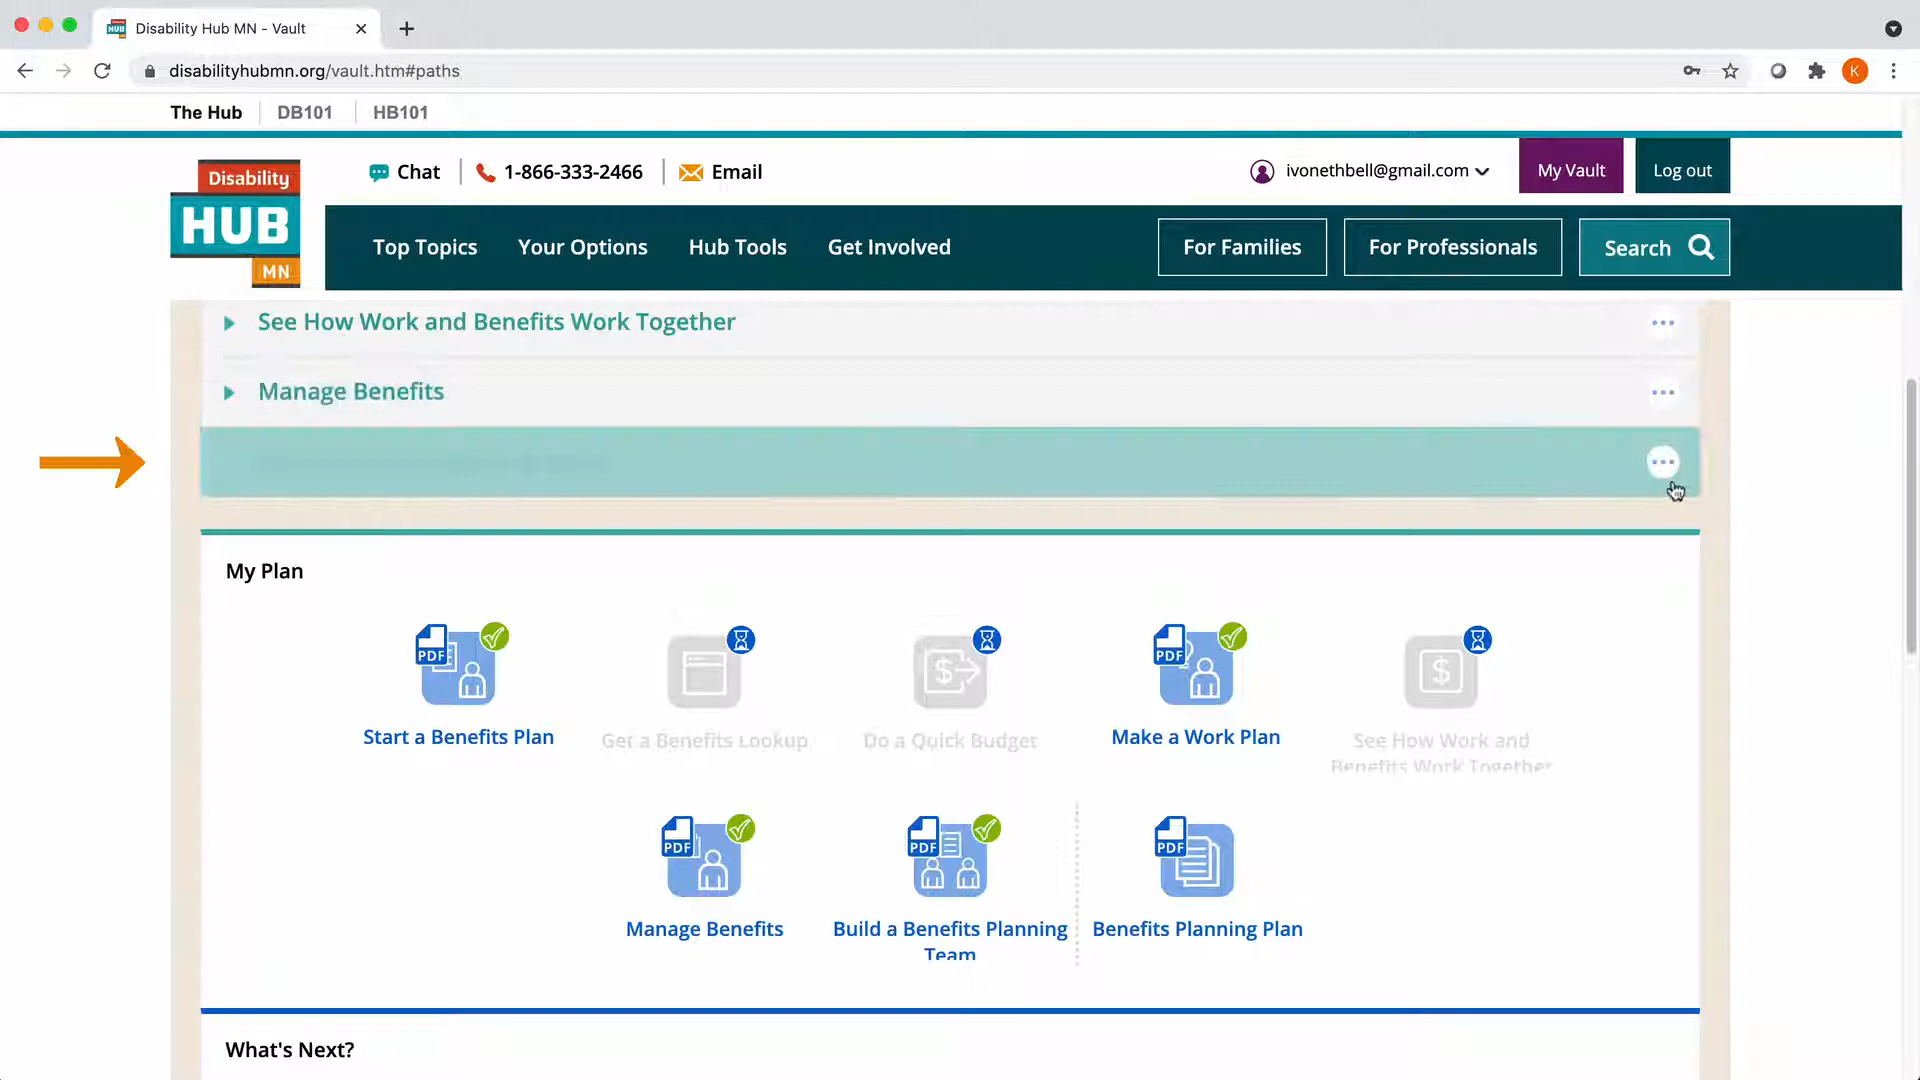 Disability Hub MN - Vault
disabilityhubmn.org/vault.htm#paths
K
The Hub
DB101
HB101
Disability
HUB
MN
Chat
1-866-333-2466
Email
ivonethbell@gmail.com
My Vault
Log out
Top Topics
Your Options
Hub Tools
Get Involved
For Families
For Professionals
Search
See How Work and Benefits Work Together
Manage Benefits
My Plan
PDF
Start a Benefits Plan
Get a Benefits Lookup
Do a Quick Budget
PDF
Make a Work Plan
See How Work and
Benefits Work Together
PDF
Manage Benefits
PDF
Build a Benefits Planning
Team
PDF
Benefits Planning Plan
What's Next?